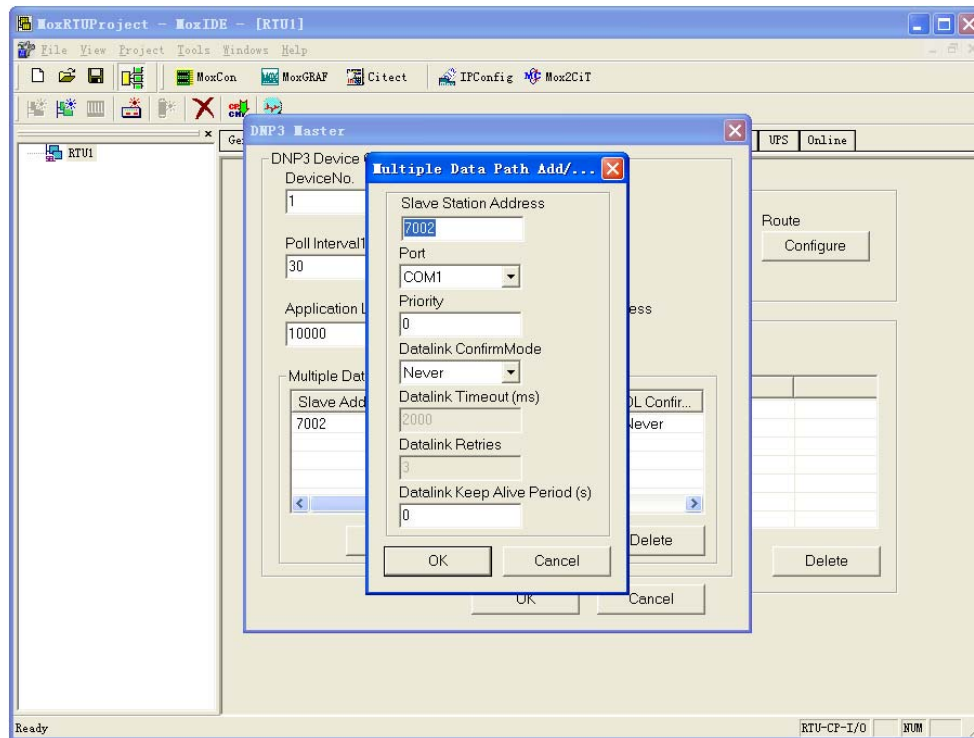 MoxRTUProject - MoxIDE - [RTU1]
File View Project Tools Windows Help
MoxCon MoxGRAF Citect IPConfig Mox2CiT
RTU1
Ge
UPS Online
DNP3 Master
DNP3 Device
DeviceNo.
1
Poll Interval1
30
Application L
ess
10000
Multiple Dat
Slave Add
DL Confir...
7002
Never
Delete
OK
Cancel
Multiple Data Path Add/...
Slave Station Address
7002
Port
COM1
Priority
0
Datalink ConfirmMode
Never
Datalink Timeout (ms)
2000
Datalink Retries
3
Datalink Keep Alive Period (s)
0
OK
Cancel
Route
Configure
Delete
Ready
RTU-CP-I/O NUM